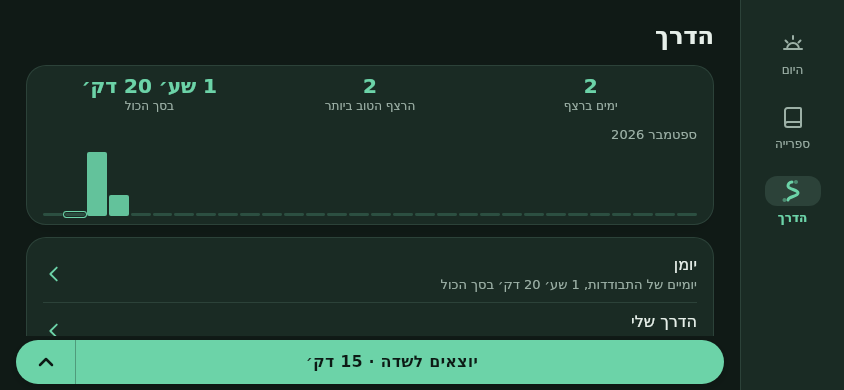 היום
ספרייה
הדרך
הדרך
2
ימים ברצף
2
הרצף הטוב ביותר
1 שע׳ 20 דק׳
בסך הכול
ספטמבר 2026
יומן
יומיים של התבודדות, 1 שע׳ 20 דק׳ בסך הכול
הדרך שלי
יוצאים לשדה · 15 דק׳